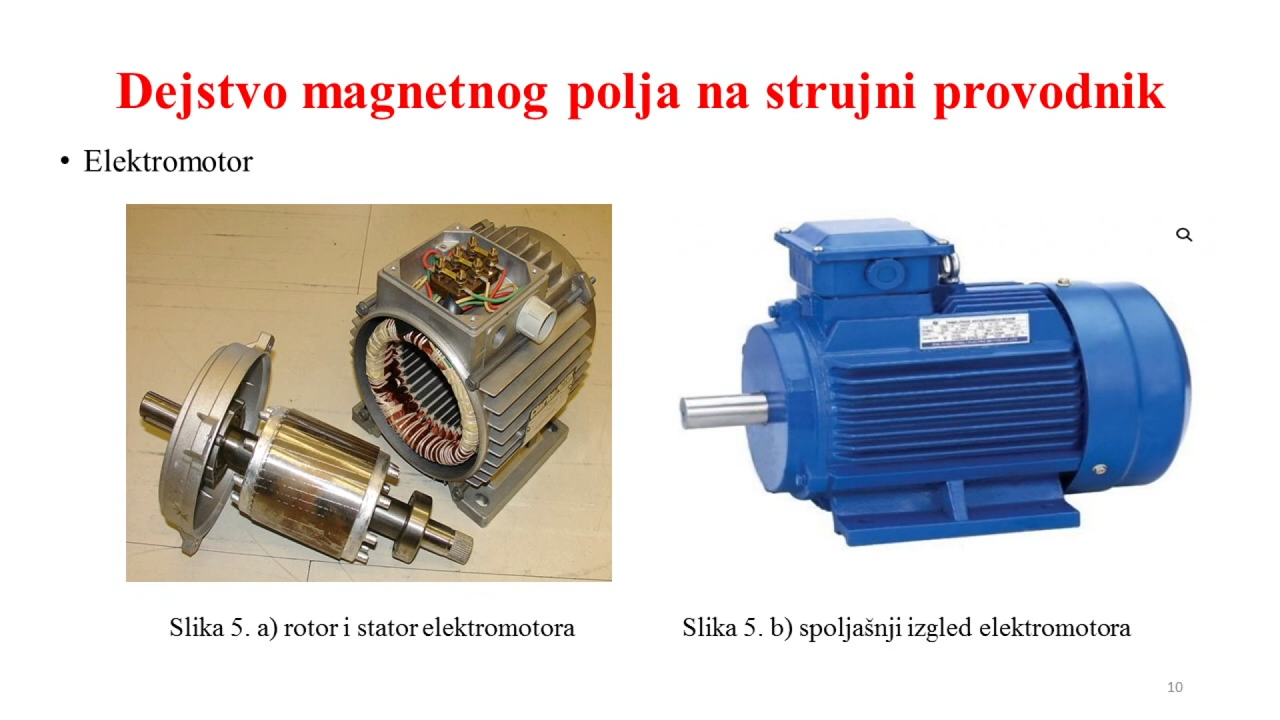 Dejstvo magnetnog polja na strujni provodnik
• Elektromotor
Slika 5. a) rotor i stator elektromotora
Slika 5. b) spoljašnji izgled elektromotora
10